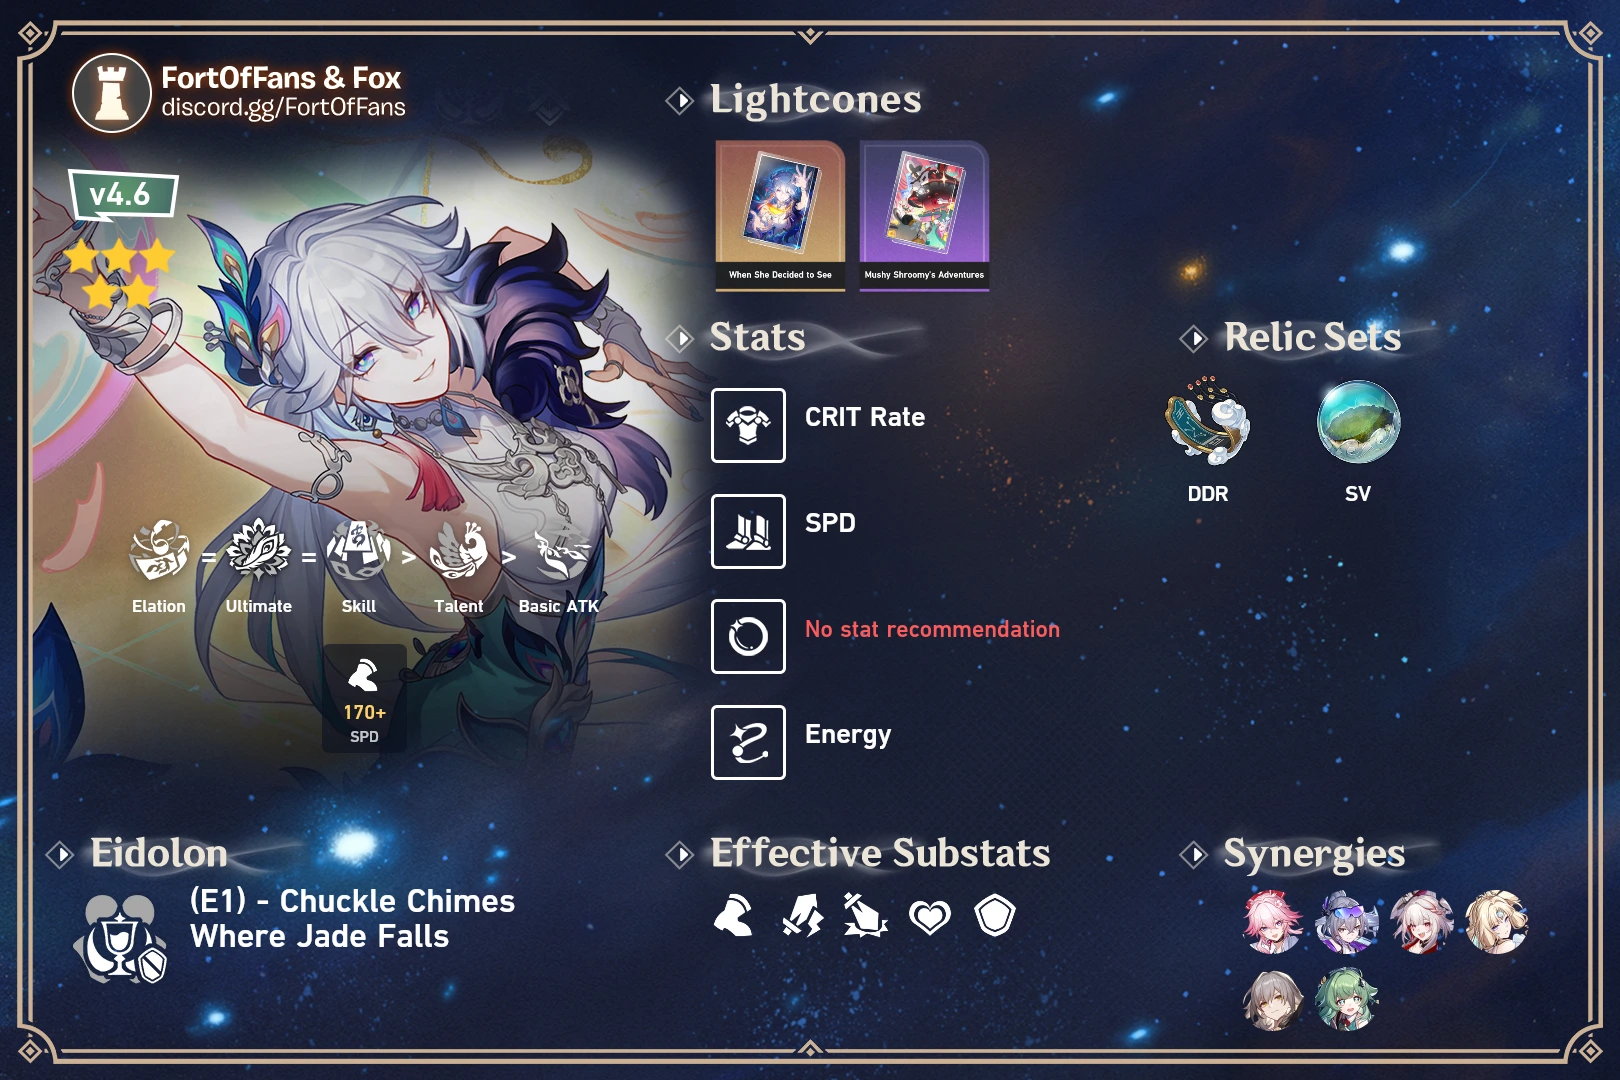 FortOfFans & Fox
discord.gg/FortOfFans
v4.6
Elation = Ultimate = Skill > Talent > Basic ATK
170+
SPD
Lightcones
When She Decided to See
Mushy Shroomy's Adventures
Stats
CRIT Rate
SPD
No stat recommendation
Energy
Relic Sets
DDR
SV
Eidolon
(E1) - Chuckle Chimes
Where Jade Falls
Effective Substats
Synergies